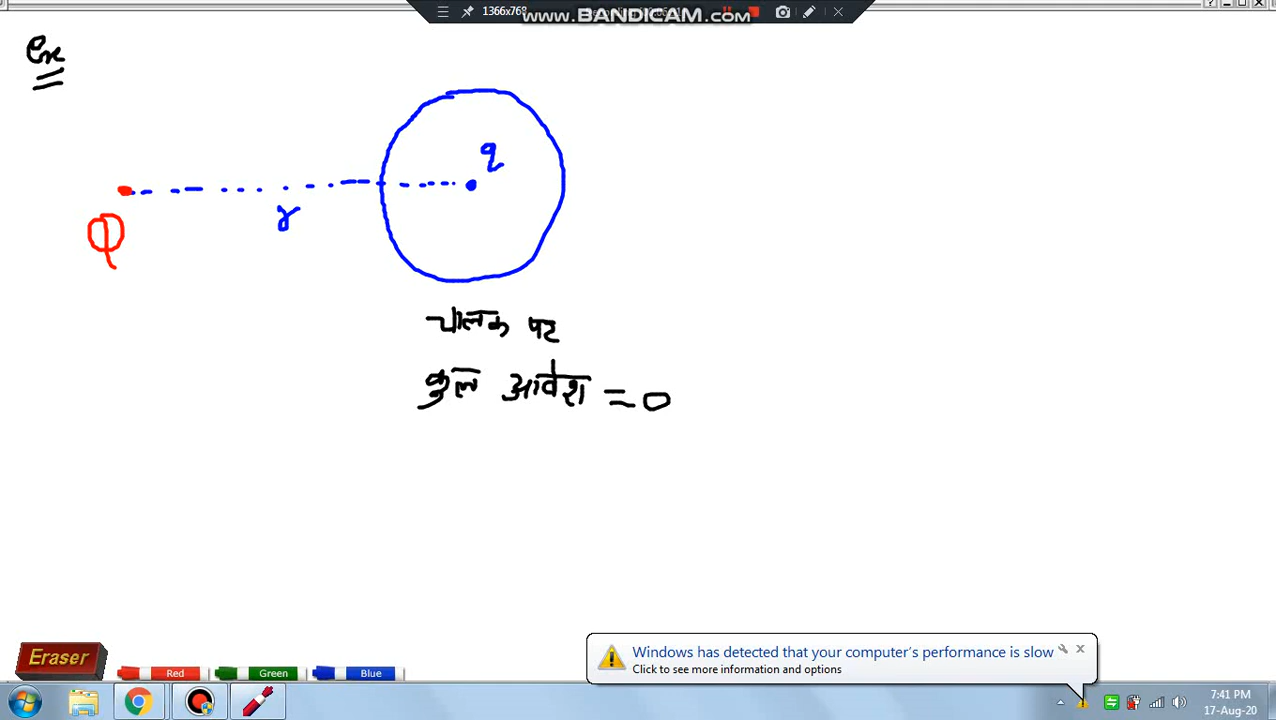 1366x768
www.BANDICAM.com
Ex
q
r
Q
चालक पर
कुल आवेश = 0
Eraser
Red
Green
Blue
Windows has detected that your computer's performance is slow
Click to see more information and options
7:41 PM
17-Aug-20